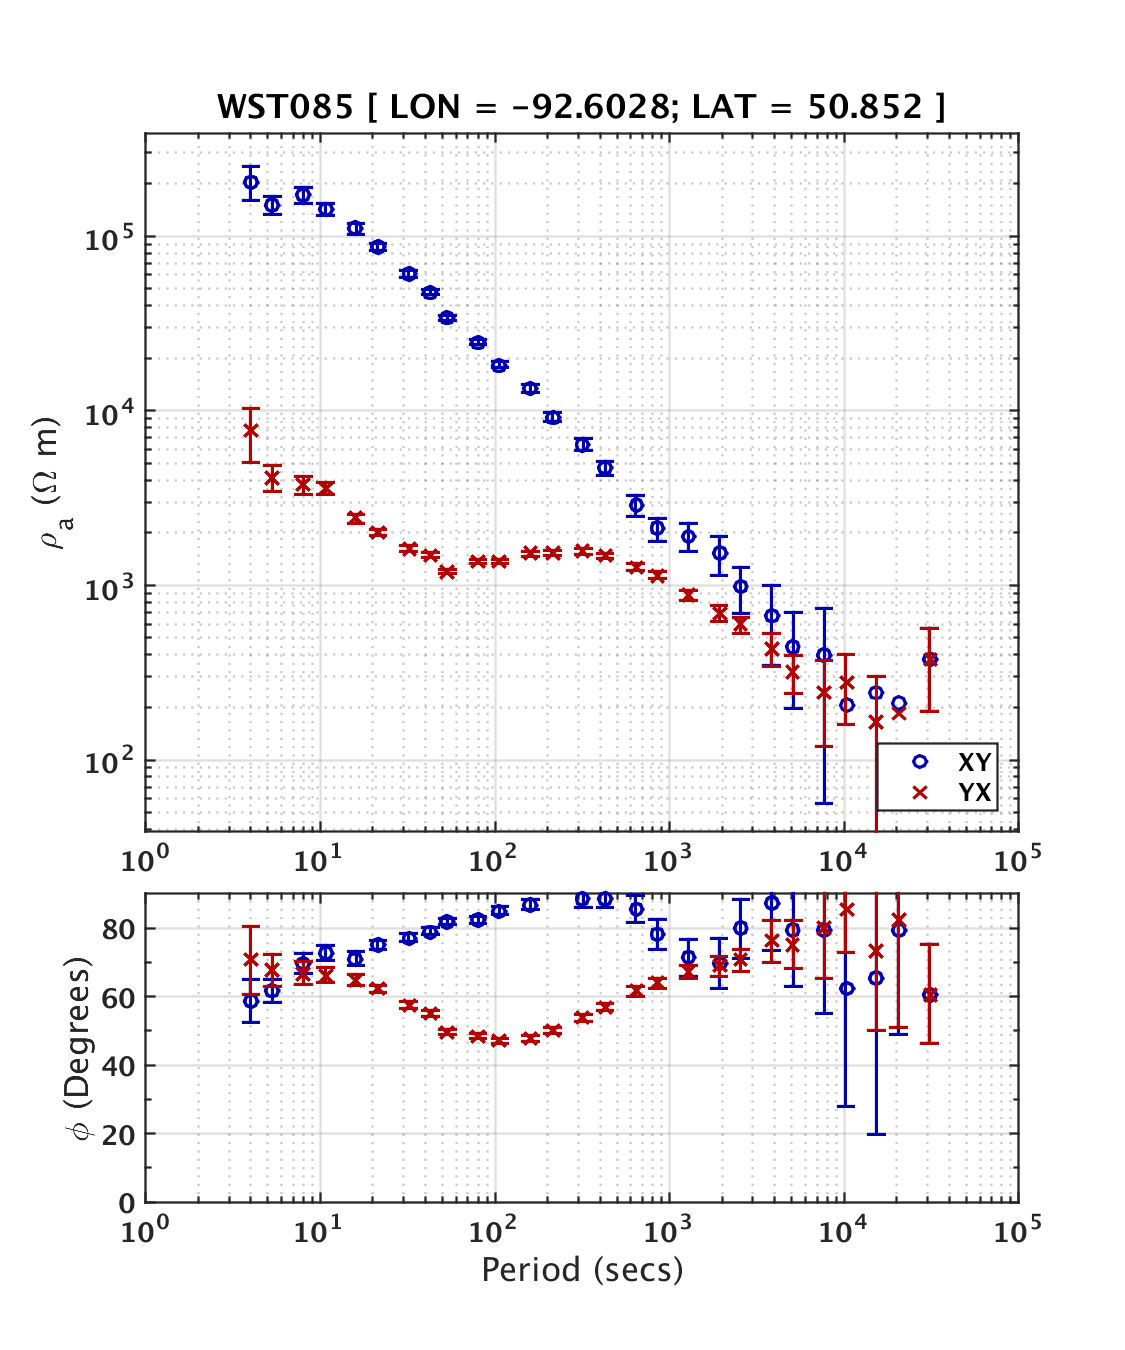 WST085 [ LON = −92.6028; LAT = 50.852 ]
10^5
10^4
10^3
10^2
ρ_a (Ω m)
XY
YX
10^0 10^1 10^2 10^3 10^4 10^5
80
60
40
20
0
ϕ (Degrees)
10^0 10^1 10^2 10^3 10^4 10^5
Period (secs)